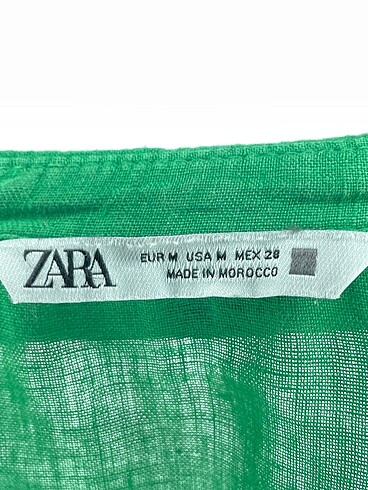 ZARA
EUR M USA M MEX 28
MADE IN MOROCCO